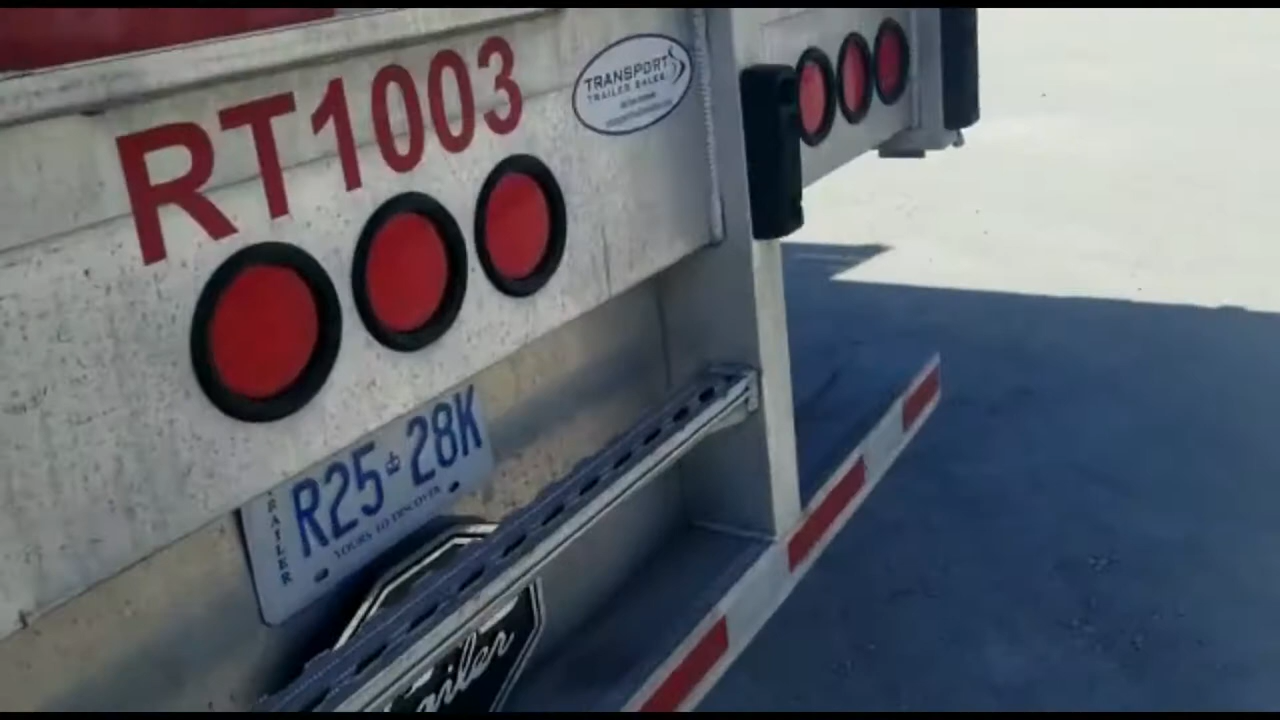 RT1003
TRANSPORT
TRAILER SALES
TRAILER
R25-28K
YOURS TO DISCOVER